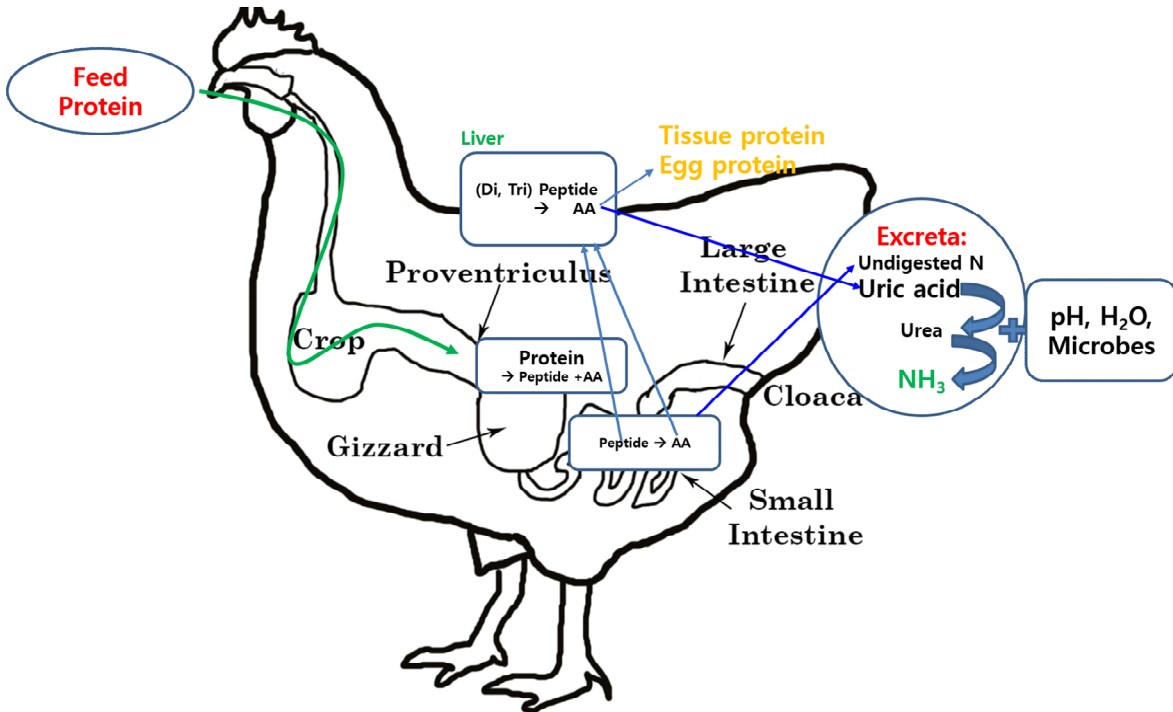 Feed
Protein
Liver
(Di, Tri) Peptide
→ AA
Tissue protein
Egg protein
Proventriculus
Large
Intestine
Excreta:
Undigested N
Uric acid
Urea
NH₃
pH, H₂O,
Microbes
Crop
Protein
→ Peptide +AA
Cloaca
Gizzard
Peptide → AA
Small
Intestine